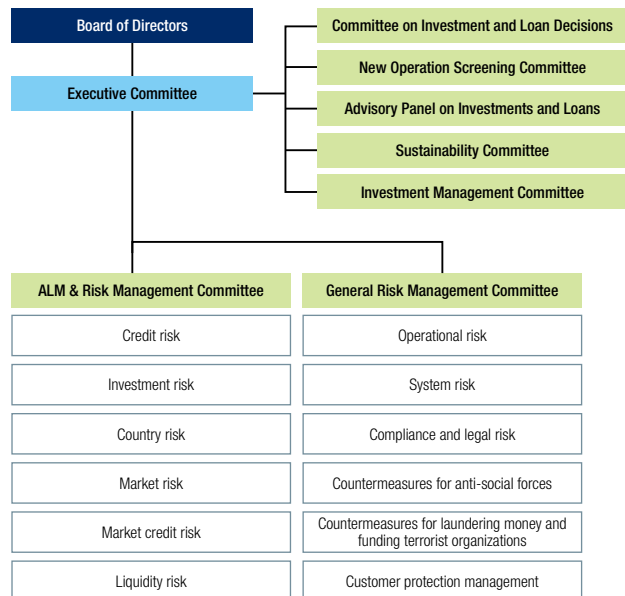 Board of Directors
Executive Committee
Committee on Investment and Loan Decisions
New Operation Screening Committee
Advisory Panel on Investments and Loans
Sustainability Committee
Investment Management Committee
ALM & Risk Management Committee
Credit risk
Investment risk
Country risk
Market risk
Market credit risk
Liquidity risk
General Risk Management Committee
Operational risk
System risk
Compliance and legal risk
Countermeasures for anti-social forces
Countermeasures for laundering money and
funding terrorist organizations
Customer protection management